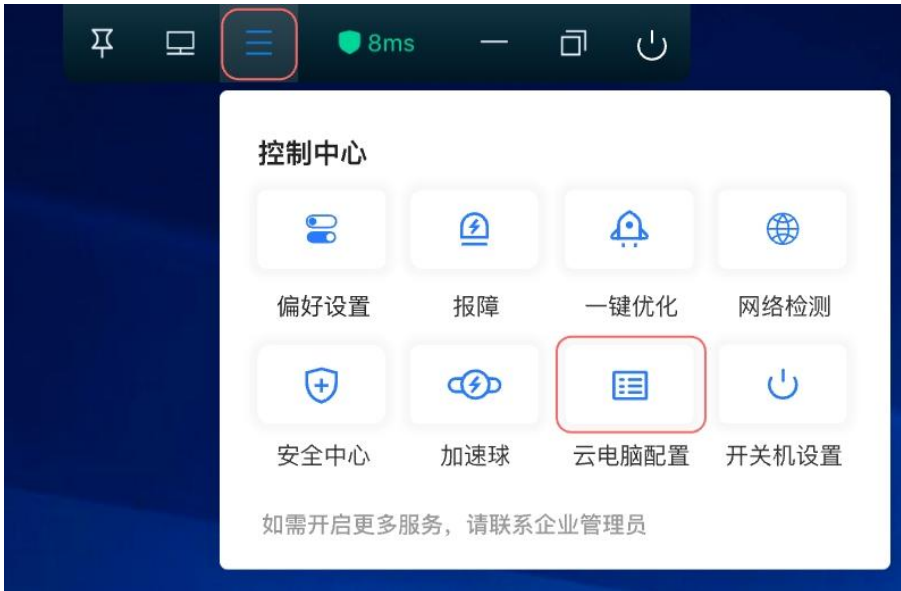 8ms
控制中心
偏好设置 报障 一键优化 网络检测
安全中心 加速球 云电脑配置 开关机设置
如需开启更多服务，请联系企业管理员